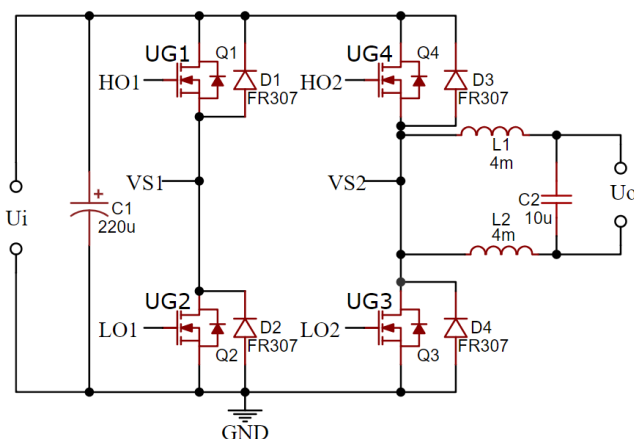 UG1
Q1
HO1
D1
FR307
UG4
Q4
HO2
D3
FR307
L1
4m
Ui
+
C1
220u
VS1
VS2
C2
10u
Uo
L2
4m
UG2
LO1
Q2
D2
FR307
UG3
LO2
Q3
D4
FR307
GND